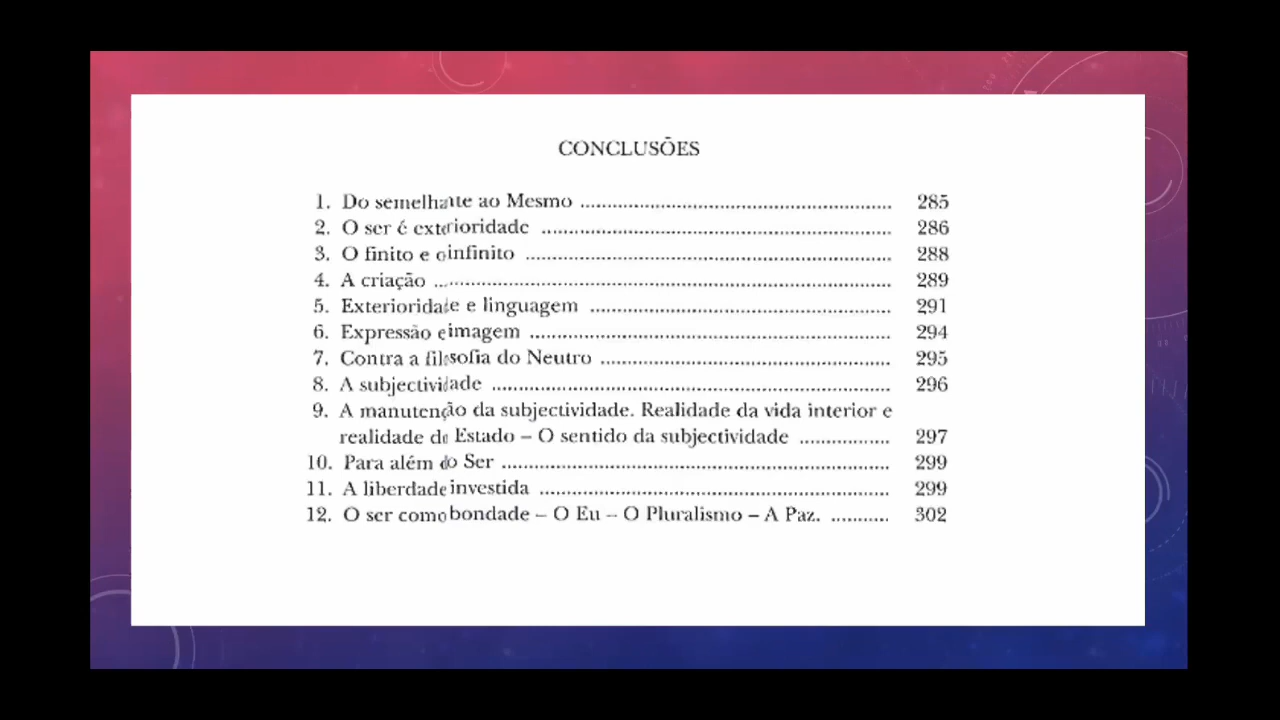 CONCLUSÕES
1. Do semelhante ao Mesmo ........................................................ 285
2. O ser é exterioridade ............................................................... 286
3. O finito e o infinito .................................................................. 288
4. A criação .................................................................................. 289
5. Exterioridade e linguagem ...................................................... 291
6. Expressão e imagem ................................................................. 294
7. Contra a filosofia do Neutro .................................................... 295
8. A subjectividade ........................................................................ 296
9. A manutenção da subjectividade. Realidade da vida interior e
realidade do Estado – O sentido da subjectividade ................ 297
10. Para além do Ser ...................................................................... 299
11. A liberdade investida ............................................................... 299
12. O ser como bondade – O Eu – O Pluralismo – A Paz. ........... 302